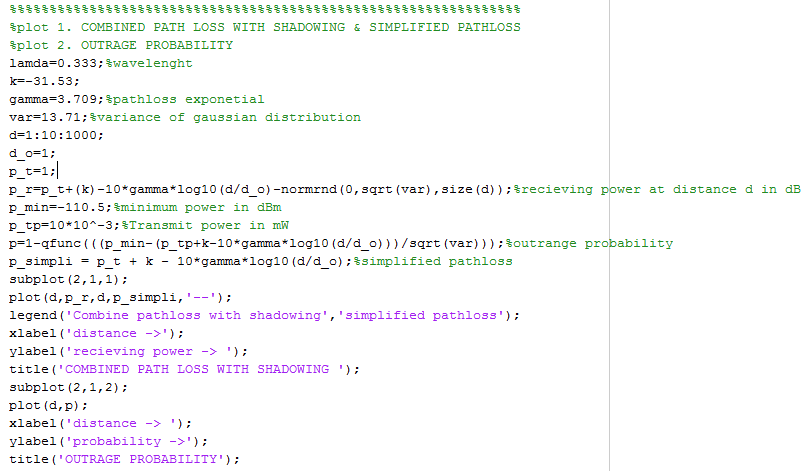 %%%%%%%%%%%%%%%%%%%%%%%%%%%%%%%%%%%%%%%%%%%%%%%%%%%%%%%%%%%%%%%%%
%plot 1. COMBINED PATH LOSS WITH SHADOWING & SIMPLIFIED PATHLOSS
%plot 2. OUTRAGE PROBABILITY
lamda=0.333;%wavelenght
k=-31.53;
gamma=3.709;%pathloss exponetial
var=13.71;%variance of gaussian distribution
d=1:10:1000;
d_o=1;
p_t=1;
p_r=p_t+(k)-10*gamma*log10(d/d_o)-normrnd(0,sqrt(var),size(d));%recieving power at distance d in dB
p_min=-110.5;%minimum power in dBm
p_tp=10*10^-3;%Transmit power in mW
p=1-qfunc(((p_min-(p_tp+k-10*gamma*log10(d/d_o)))/sqrt(var)));%outrange probability
p_simpli = p_t + k - 10*gamma*log10(d/d_o);%simplified pathloss
subplot(2,1,1);
plot(d,p_r,d,p_simpli,'--');
legend('Combine pathloss with shadowing','simplified pathloss');
xlabel('distance ->');
ylabel('recieving power -> ');
title('COMBINED PATH LOSS WITH SHADOWING ');
subplot(2,1,2);
plot(d,p);
xlabel('distance -> ');
ylabel('probability ->');
title('OUTRAGE PROBABILITY');